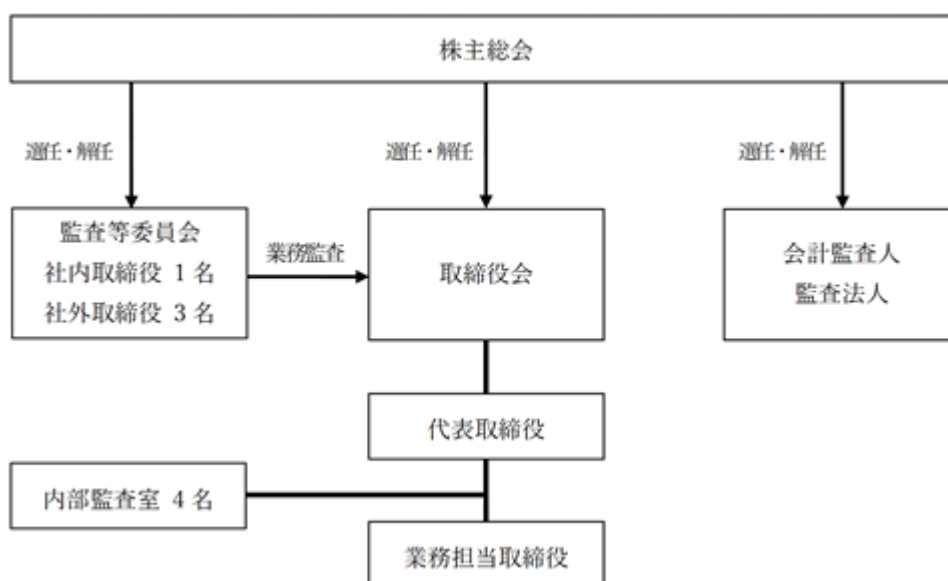 株主総会
選任・解任
選任・解任
選任・解任
監査等委員会
社内取締役 1 名
社外取締役 3 名
業務監査
取締役会
会計監査人
監査法人
代表取締役
内部監査室 4 名
業務担当取締役